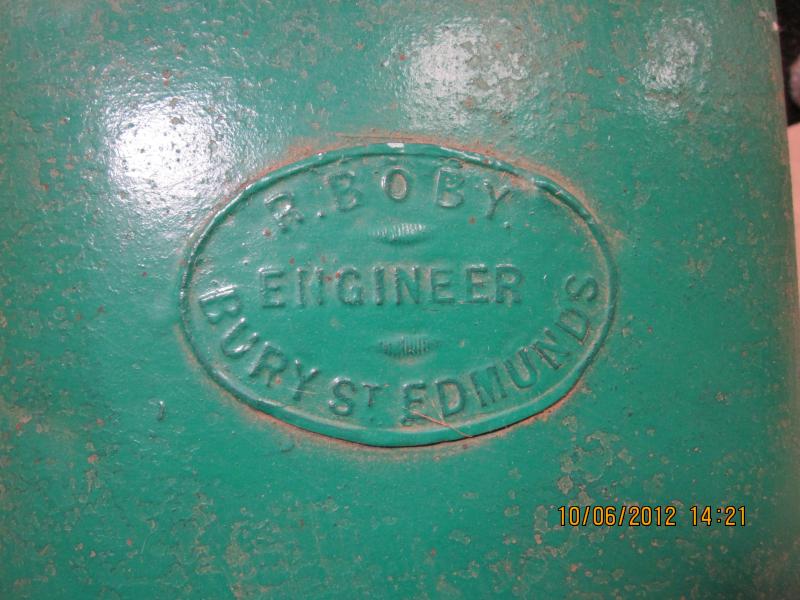 R. BOBY
ENGINEER
BURY ST EDMUNDS
10/06/2012 14:21